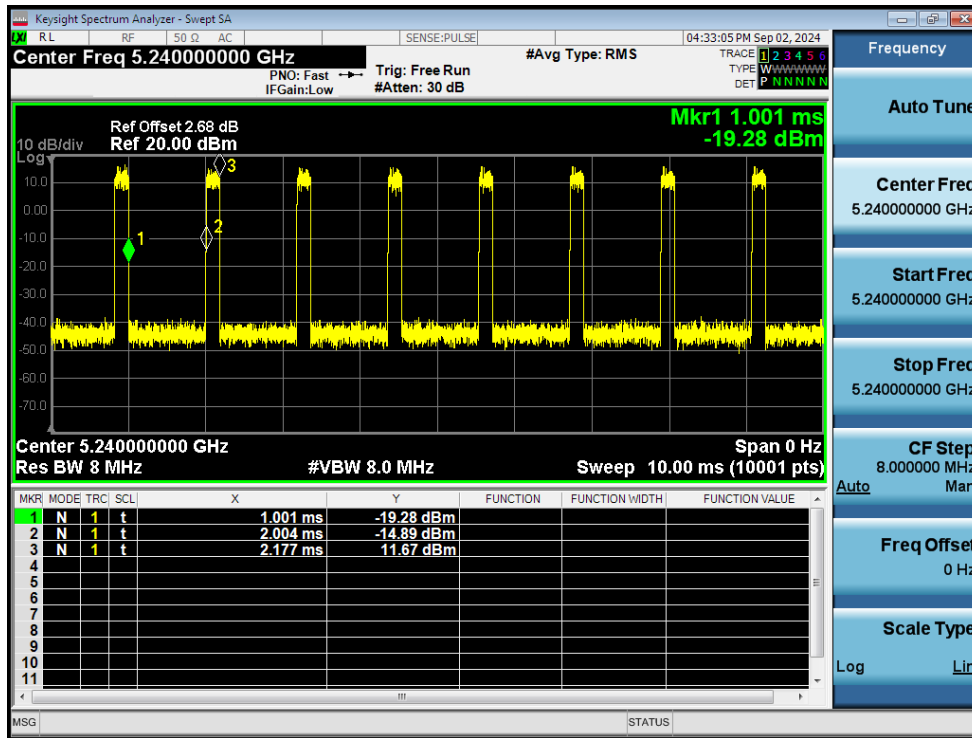 Keysight Spectrum Analyzer - Swept SA
LXI RL RF 50 Ω AC SENSE:PULSE 04:33:05 PM Sep 02, 2024
Center Freq 5.240000000 GHz
PNO: Fast
IFGain:Low
Trig: Free Run
#Atten: 30 dB
#Avg Type: RMS
TRACE 1 2 3 4 5 6
TYPE WWWWWW
DET P N N N N N
Mkr1 1.001 ms
-19.28 dBm
Ref Offset 2.68 dB
10 dB/div Ref 20.00 dBm
Log
10.0
0.00
-10.0
-20.0
-30.0
-40.0
-50.0
-60.0
-70.0
1
2
3
Center 5.240000000 GHz Span 0 Hz
Res BW 8 MHz #VBW 8.0 MHz Sweep 10.00 ms (10001 pts)
MKR MODE TRC SCL X Y FUNCTION FUNCTION WIDTH FUNCTION VALUE
1 N 1 t 1.001 ms -19.28 dBm
2 N 1 t 2.004 ms -14.89 dBm
3 N 1 t 2.177 ms 11.67 dBm
4
5
6
7
8
9
10
11
MSG STATUS
Frequency
Auto Tune
Center Freq
5.240000000 GHz
Start Freq
5.240000000 GHz
Stop Freq
5.240000000 GHz
CF Step
8.000000 MHz
Auto Man
Freq Offset
0 Hz
Scale Type
Log Lin